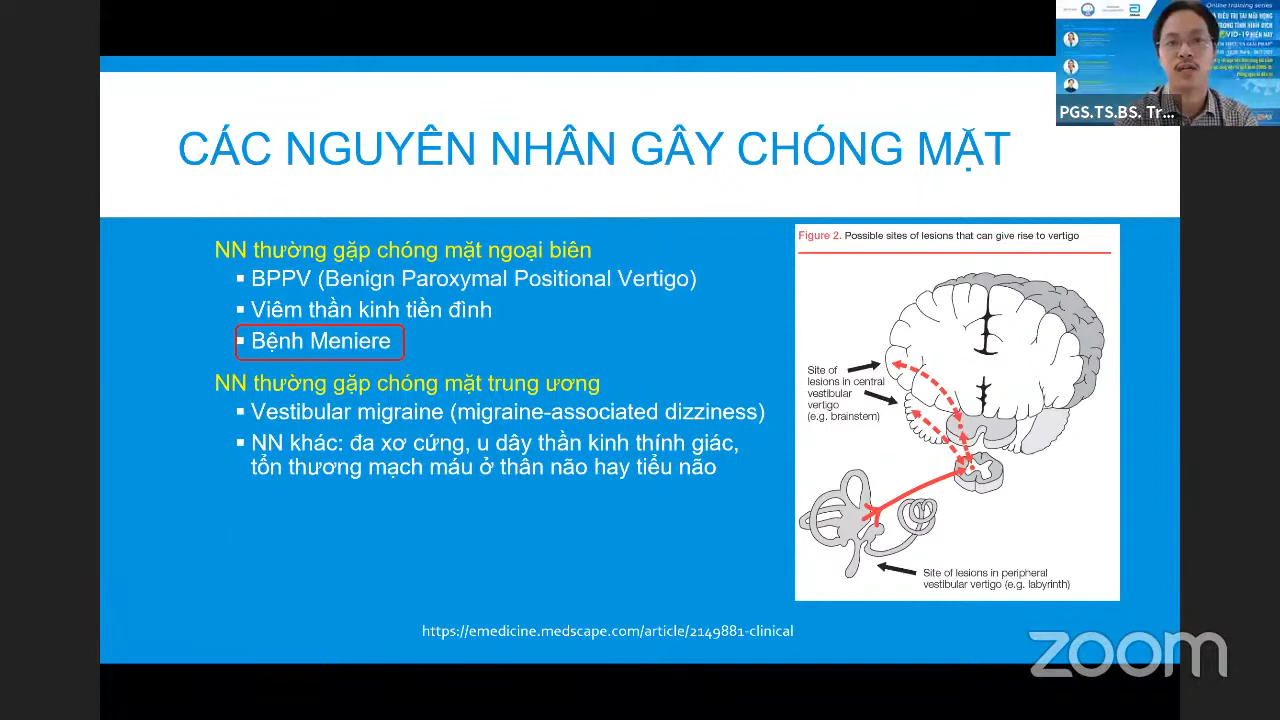 Online training series
CÁC NGUYÊN NHÂN GÂY CHÓNG MẶT
PGS.TS.BS. Tr...
NN thường gặp chóng mặt ngoại biên
▪ BPPV (Benign Paroxymal Positional Vertigo)
▪ Viêm thần kinh tiền đình
▪ Bệnh Meniere
NN thường gặp chóng mặt trung ương
▪ Vestibular migraine (migraine-associated dizziness)
▪ NN khác: đa xơ cứng, u dây thần kinh thính giác,
tổn thương mạch máu ở thân não hay tiểu não
Figure 2. Possible sites of lesions that can give rise to vertigo
Site of
lesions in central
vestibular
vertigo
(e.g. brainstem)
Site of lesions in peripheral
vestibular vertigo (e.g. labyrinth)
https://emedicine.medscape.com/article/2149881-clinical
zoom